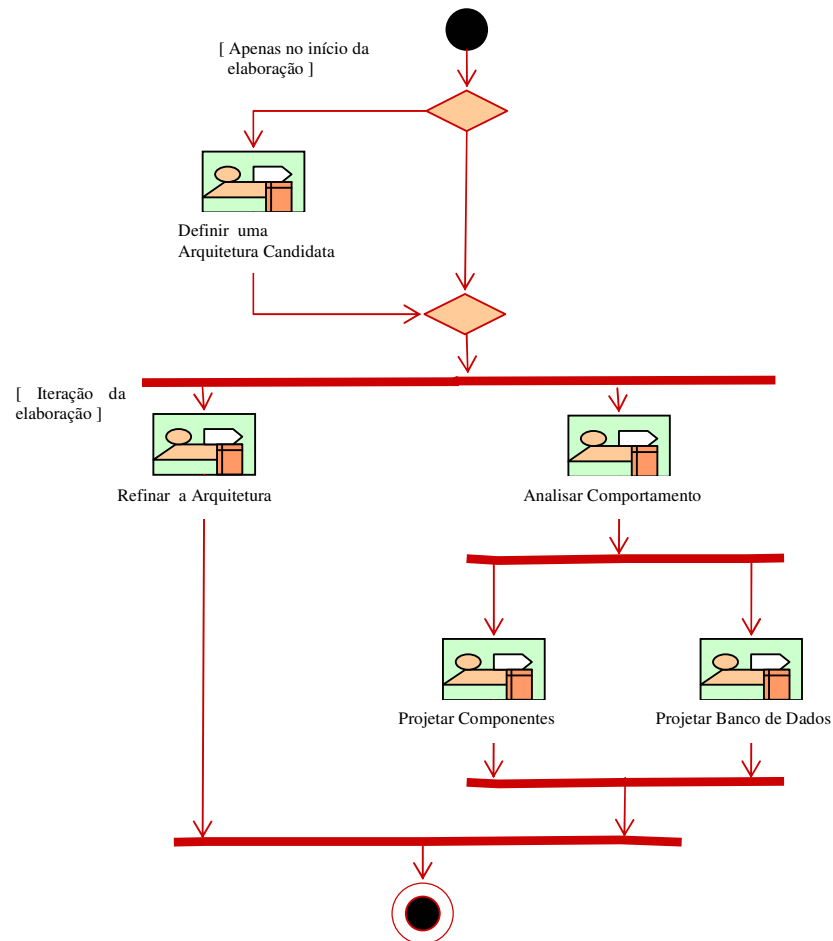 [ Apenas no início da
elaboração ]
Definir uma
Arquitetura Candidata
[ Iteração da
elaboração ]
Refinar a Arquitetura
Analisar Comportamento
Projetar Componentes
Projetar Banco de Dados